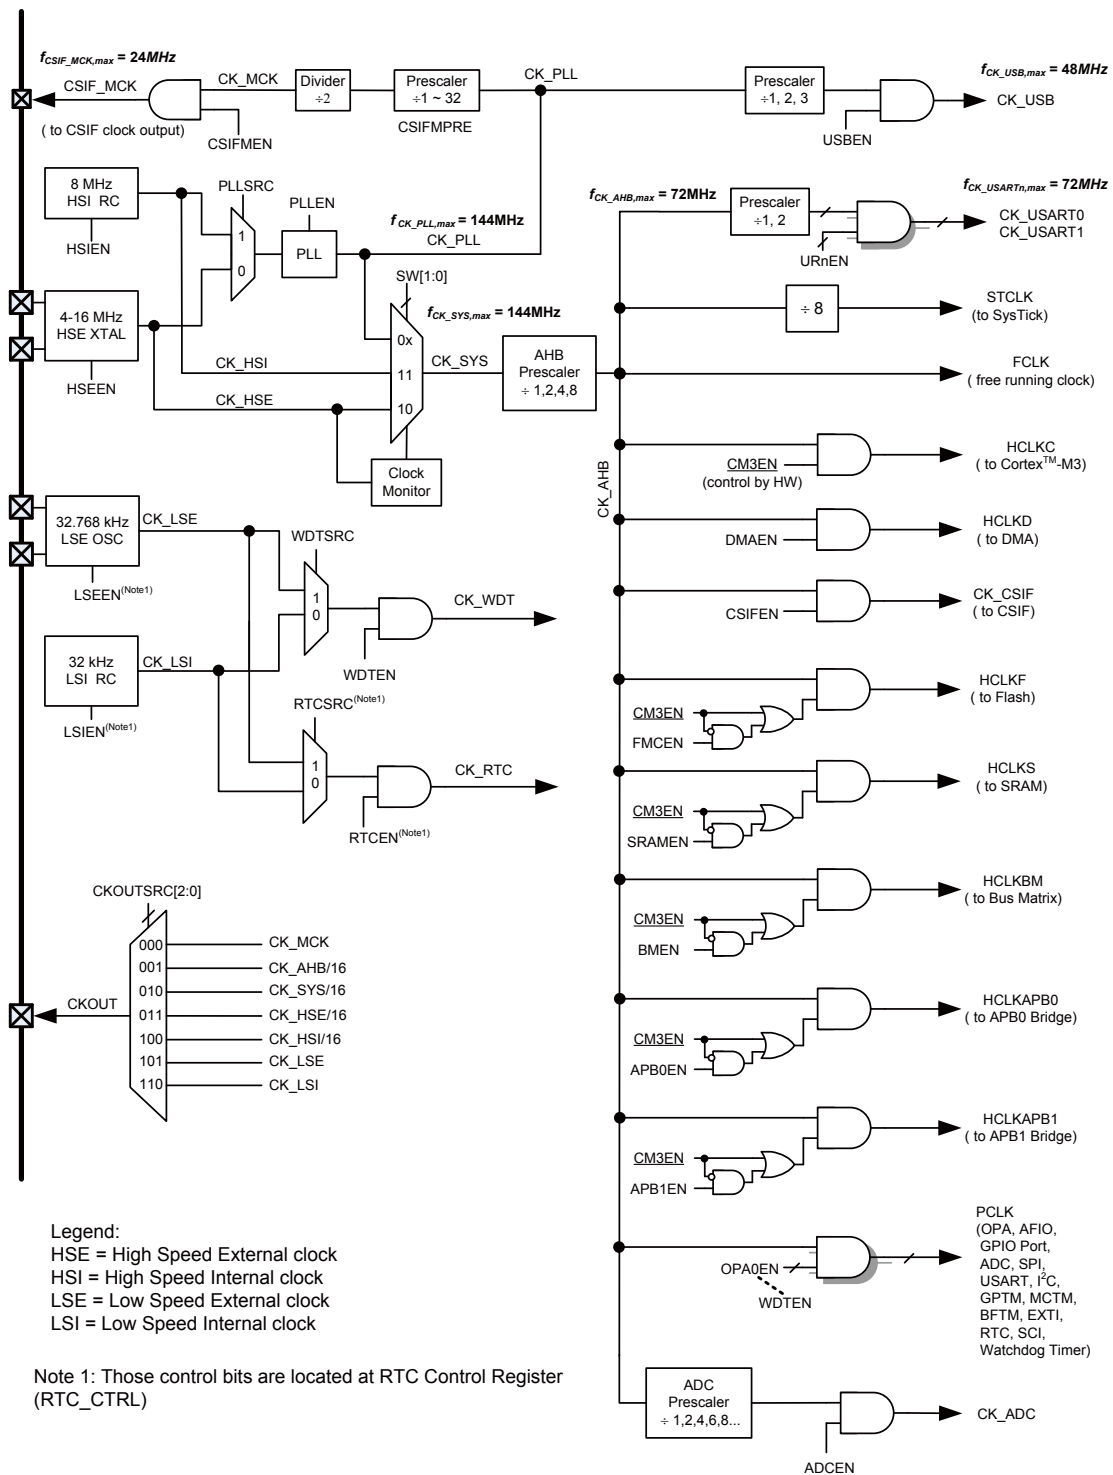 fCSIF_MCK,max = 24MHz
CSIF_MCK
( to CSIF clock output)
CK_MCK
CSIFMEN
Divider
÷2
Prescaler
÷1 ~ 32
CSIFMPRE
CK_PLL
Prescaler
÷1, 2, 3
USBEN
fCK_USB,max = 48MHz
CK_USB
8 MHz
HSI RC
HSIEN
PLLSRC
1
0
PLLEN
PLL
fCK_PLL,max = 144MHz
CK_PLL
fCK_AHB,max = 72MHz
Prescaler
÷1, 2
URnEN
fCK_USARTn,max = 72MHz
CK_USART0
CK_USART1
4-16 MHz
HSE XTAL
HSEEN
SW[1:0]
fCK_SYS,max = 144MHz
0x
11
10
CK_HSI
CK_HSE
CK_SYS
AHB
Prescaler
÷ 1,2,4,8
Clock
Monitor
÷ 8
STCLK
(to SysTick)
FCLK
( free running clock)
CK_AHB
CM3EN
(control by HW)
HCLKC
( to Cortex™-M3)
DMAEN
HCLKD
( to DMA)
CSIFEN
CK_CSIF
( to CSIF)
32.768 kHz
LSE OSC
CK_LSE
LSEEN(Note1)
WDTSRC
1
0
CK_WDT
WDTEN
32 kHz
LSI RC
CK_LSI
LSIEN(Note1)
RTCSRC(Note1)
1
0
CK_RTC
RTCEN(Note1)
CM3EN
FMCEN
HCLKF
( to Flash)
CM3EN
SRAMEN
HCLKS
( to SRAM)
CM3EN
BMEN
HCLKBM
( to Bus Matrix)
CM3EN
APB0EN
HCLKAPB0
( to APB0 Bridge)
CM3EN
APB1EN
HCLKAPB1
( to APB1 Bridge)
CKOUTSRC[2:0]
CKOUT
000 CK_MCK
001 CK_AHB/16
010 CK_SYS/16
011 CK_HSE/16
100 CK_HSI/16
101 CK_LSE
110 CK_LSI
OPA0EN
WDTEN
PCLK
(OPA, AFIO,
GPIO Port,
ADC, SPI,
USART, I²C,
GPTM, MCTM,
BFTM, EXTI,
RTC, SCI,
Watchdog Timer)
ADC
Prescaler
÷ 1,2,4,6,8...
ADCEN
CK_ADC
Legend:
HSE = High Speed External clock
HSI = High Speed Internal clock
LSE = Low Speed External clock
LSI = Low Speed Internal clock
Note 1: Those control bits are located at RTC Control Register
(RTC_CTRL)